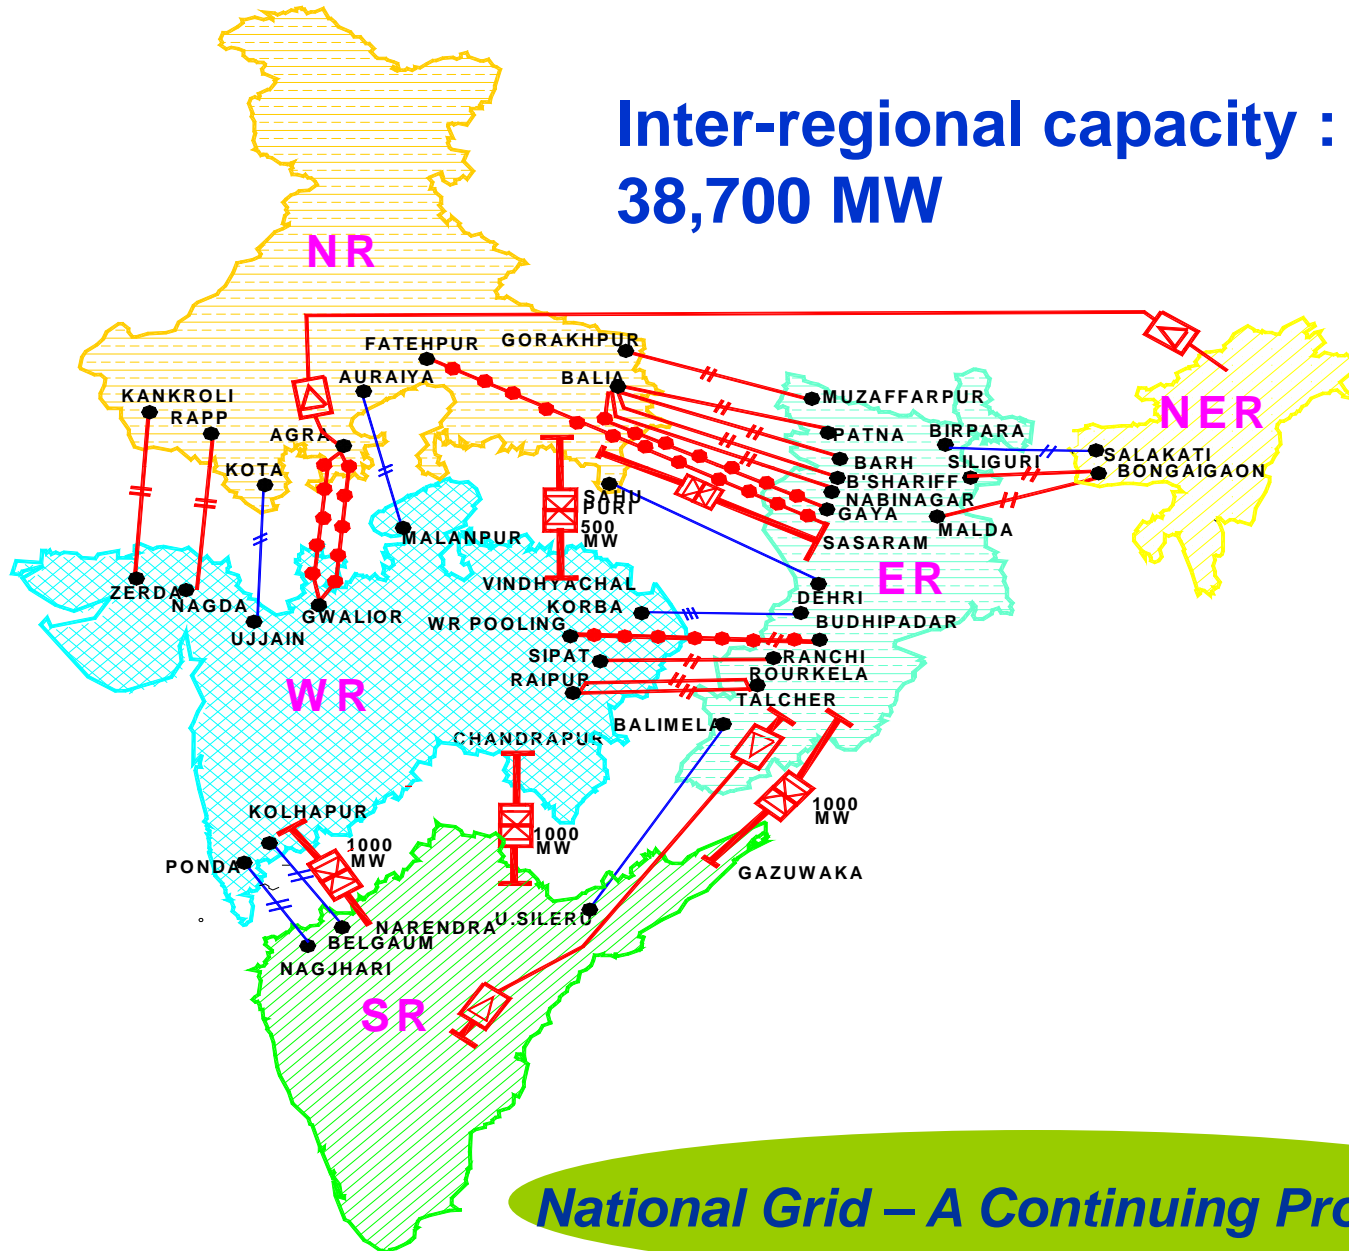 Inter-regional capacity :
38,700 MW
NR
GORAKHPUR
FATEHPUR
AURAIYA
BALIA
KANKROLI
RAPP
MUZAFFARPUR
NER
AGRA
PATNA
BIRPARA
SALAKATI
KOTA
BARH
SILIGURI
BONGAIGAON
B'SHARIFF
SAHU
PURI
500
MW
NABINAGAR
GAYA
MALDA
MALANPUR
SASARAM
ER
ZERDA
NAGDA
VINDHYACHAL
DEHRI
GWALIOR
KORBA
BUDHIPADAR
UJJAIN
WR POOLING
SIPAT
RANCHI
RAIPUR
ROURKELA
WR
TALCHER
BALIMELA
CHANDRAPUR
KOLHAPUR
1000
MW
1000
MW
1000
MW
PONDA
GAZUWAKA
NARENDRA
U.SILERU
BELGAUM
NAGJHARI
SR
National Grid – A Continuing Pro